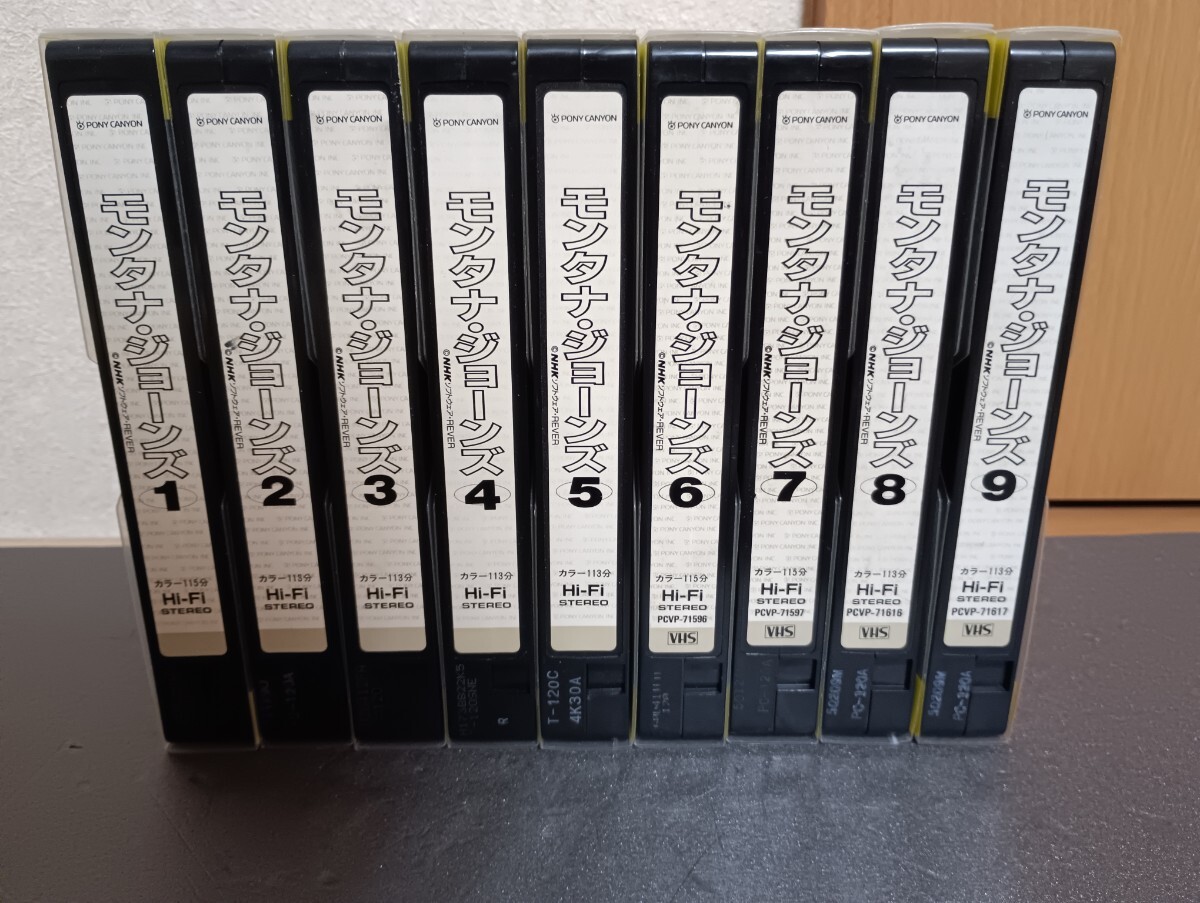 PONY CANYON
モンタナ・ジョーンズ
©NHKソフトウェア・REVER
1
カラー115分
Hi-Fi
STEREO
PONY CANYON
モンタナ・ジョーンズ
©NHKソフトウェア・REVER
2
カラー113分
Hi-Fi
STEREO
PONY CANYON
モンタナ・ジョーンズ
©NHKソフトウェア・REVER
3
カラー113分
Hi-Fi
STEREO
PONY CANYON
モンタナ・ジョーンズ
©NHKソフトウェア・REVER
4
カラー113分
Hi-Fi
STEREO
R
PONY CANYON
モンタナ・ジョーンズ
©NHKソフトウェア・REVER
5
カラー113分
Hi-Fi
STEREO
T-120C
4K30A
PONY CANYON
モンタナ・ジョーンズ
©NHKソフトウェア・REVER
6
カラー115分
Hi-Fi
STEREO
PCVP-71596
VHS
PONY CANYON
モンタナ・ジョーンズ
©NHKソフトウェア・REVER
7
カラー115分
Hi-Fi
STEREO
PCVP-71597
VHS
PONY CANYON
モンタナ・ジョーンズ
©NHKソフトウェア・REVER
8
カラー113分
Hi-Fi
STEREO
PCVP-71616
VHS
PONY CANYON
モンタナ・ジョーンズ
©NHKソフトウェア・REVER
9
カラー113分
Hi-Fi
STEREO
PCVP-71617
VHS